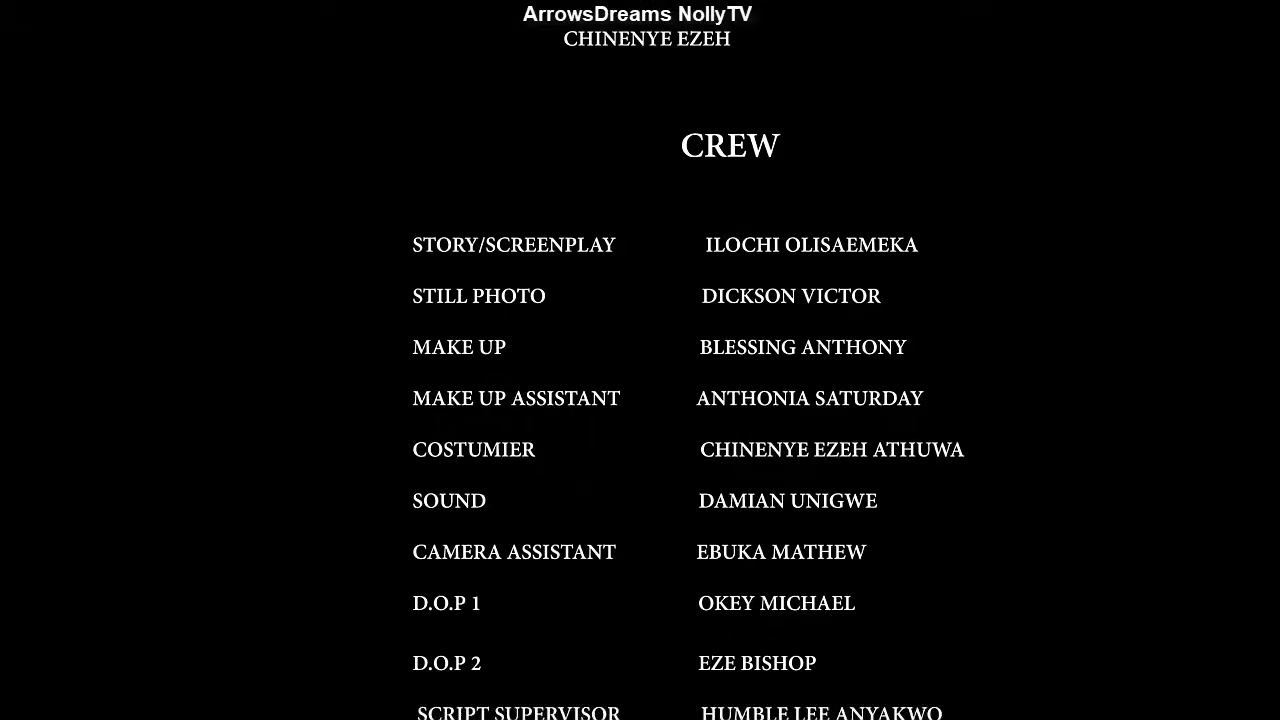 ArrowsDreams NollyTV
CHINENYE EZEH
CREW
STORY/SCREENPLAY ILOCHI OLISAEMEKA
STILL PHOTO DICKSON VICTOR
MAKE UP BLESSING ANTHONY
MAKE UP ASSISTANT ANTHONIA SATURDAY
COSTUMIER CHINENYE EZEH ATHUWA
SOUND DAMIAN UNIGWE
CAMERA ASSISTANT EBUKA MATHEW
D.O.P 1 OKEY MICHAEL
D.O.P 2 EZE BISHOP
SCRIPT SUPERVISOR HUMBLE LEE ANYAKWO